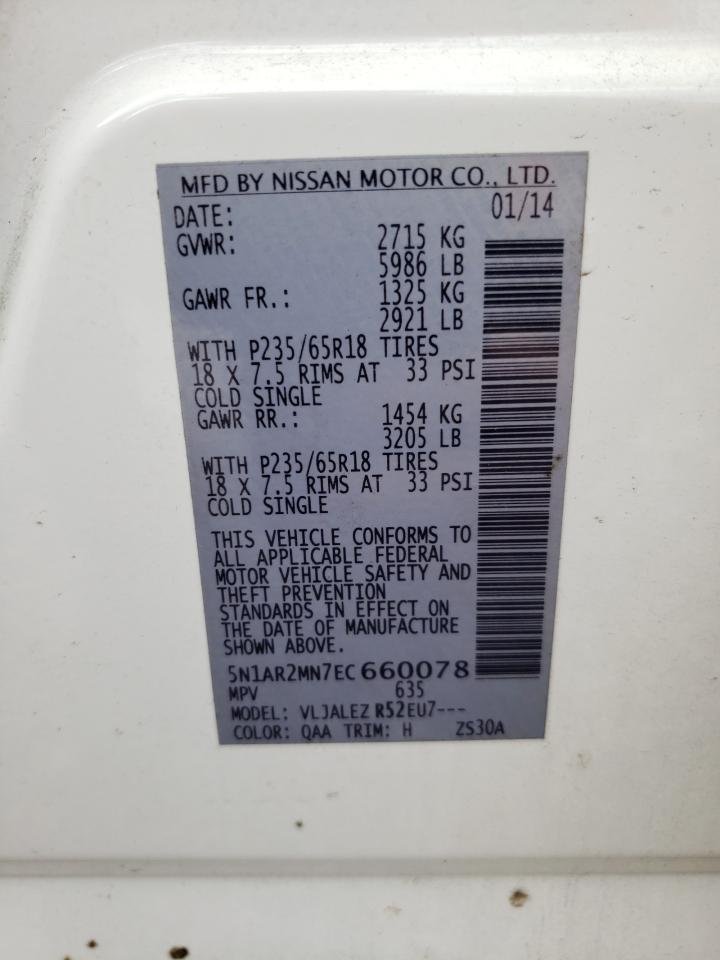 MFD BY NISSAN MOTOR CO., LTD.
DATE: 01/14
GVWR: 2715 KG
5986 LB
GAWR FR.: 1325 KG
2921 LB
WITH P235/65R18 TIRES
18 X 7.5 RIMS AT 33 PSI
COLD SINGLE
GAWR RR.: 1454 KG
3205 LB
WITH P235/65R18 TIRES
18 X 7.5 RIMS AT 33 PSI
COLD SINGLE
THIS VEHICLE CONFORMS TO
ALL APPLICABLE FEDERAL
MOTOR VEHICLE SAFETY AND
THEFT PREVENTION
STANDARDS IN EFFECT ON
THE DATE OF MANUFACTURE
SHOWN ABOVE.
5N1AR2MN7EC660078
MPV 635
MODEL: VLJALEZ R52EU7---
COLOR: QAA TRIM: H ZS30A